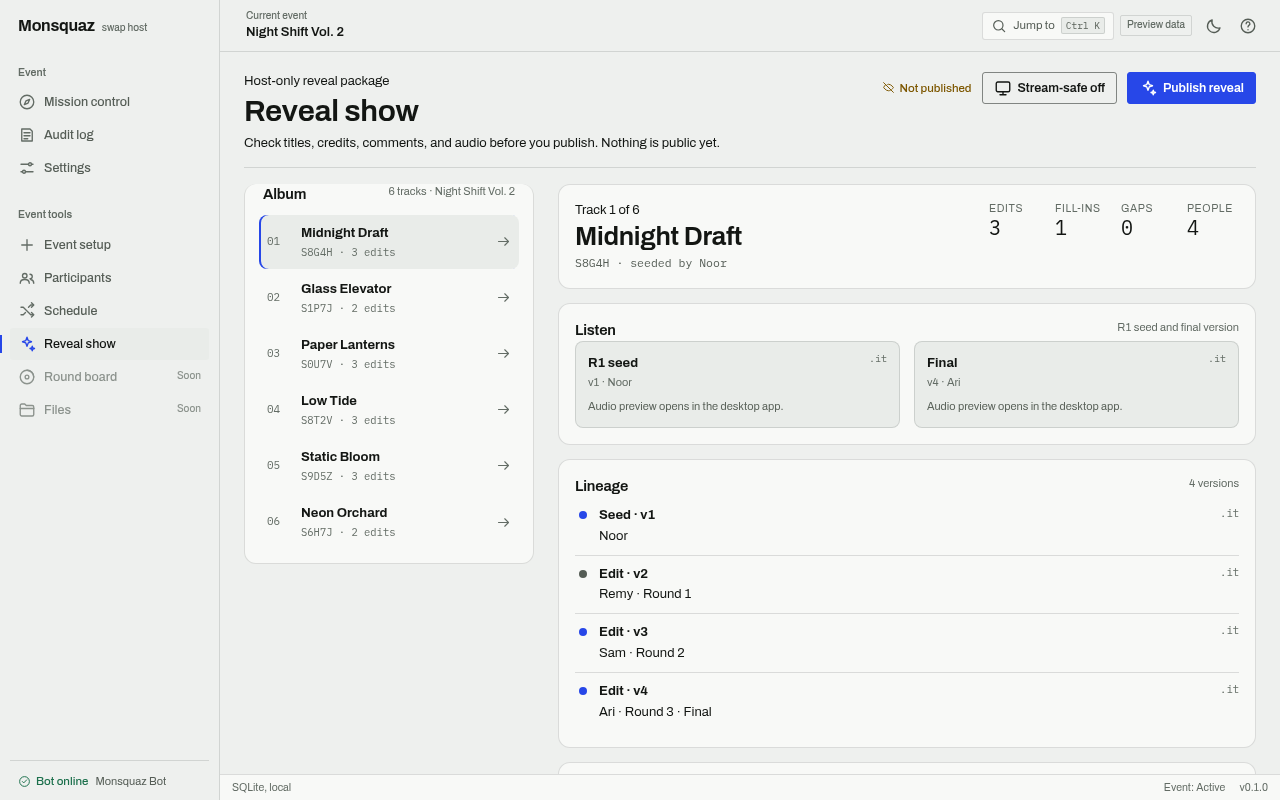 Monsquaz swap host
Event
Mission control
Audit log
Settings
Event tools
Event setup
Participants
Schedule
Reveal show
Round board Soon
Files Soon
Bot online Monsquaz Bot
Current event
Night Shift Vol. 2
Jump to Ctrl K
Preview data
Host-only reveal package
Reveal show
Check titles, credits, comments, and audio before you publish. Nothing is public yet.
Not published
Stream-safe off
Publish reveal
Album 6 tracks · Night Shift Vol. 2
01 Midnight Draft
S8G4H · 3 edits
02 Glass Elevator
S1P7J · 2 edits
03 Paper Lanterns
S0U7V · 3 edits
04 Low Tide
S8T2V · 3 edits
05 Static Bloom
S9D5Z · 3 edits
06 Neon Orchard
S6H7J · 2 edits
Track 1 of 6
Midnight Draft
S8G4H · seeded by Noor
EDITS FILL-INS GAPS PEOPLE
3 1 0 4
Listen R1 seed and final version
R1 seed .it
v1 · Noor
Audio preview opens in the desktop app.
Final .it
v4 · Ari
Audio preview opens in the desktop app.
Lineage 4 versions
Seed · v1 .it
Noor
Edit · v2 .it
Remy · Round 1
Edit · v3 .it
Sam · Round 2
Edit · v4 .it
Ari · Round 3 · Final
SQLite, local
Event: Active v0.1.0